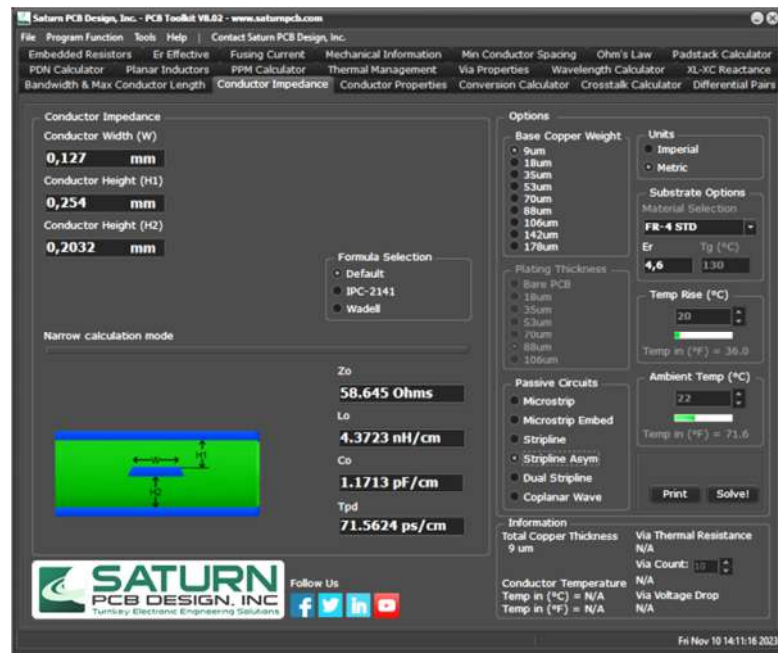 Saturn PCB Design, Inc. - PCB Toolkit V8.02 - www.saturnpcb.com
File Program Function Tools Help | Contact Saturn PCB Design, Inc.
Embedded Resistors Er Effective Fusing Current Mechanical Information Min Conductor Spacing Ohm's Law Padstack Calculator
PDN Calculator Planar Inductors PPM Calculator Thermal Management Via Properties Wavelength Calculator XL-XC Reactance
Bandwidth & Max Conductor Length Conductor Impedance Conductor Properties Conversion Calculator Crosstalk Calculator Differential Pairs
Conductor Impedance
Conductor Width (W)
0,127 mm
Conductor Height (H1)
0,254 mm
Conductor Height (H2)
0,2032 mm
Formula Selection
Default
IPC-2141
Wadell
Narrow calculation mode
Zo
58.645 Ohms
Lo
4.3723 nH/cm
Co
1.1713 pF/cm
Tpd
71.5624 ps/cm
W
H1
H2
Options
Base Copper Weight
9um
18um
35um
53um
70um
88um
106um
142um
178um
Units
Imperial
Metric
Substrate Options
Material Selection
FR-4 STD
Er Tg (°C)
4,6 130
Plating Thickness
Bare PCB
18um
35um
53um
70um
88um
106um
Temp Rise (°C)
20
Temp in (°F) = 36.0
Passive Circuits
Microstrip
Microstrip Embed
Stripline
Stripline Asym
Dual Stripline
Coplanar Wave
Ambient Temp (°C)
22
Temp in (°F) = 71.6
Print Solve!
Information
Total Copper Thickness
9 um
Conductor Temperature
Temp in (°C) = N/A
Temp in (°F) = N/A
Via Thermal Resistance
N/A
Via Count: 10
N/A
Via Voltage Drop
N/A
SATURN
PCB DESIGN, INC
Turnkey Electronic Engineering Solutions
Follow Us
Fri Nov 10 14:11:16 2023